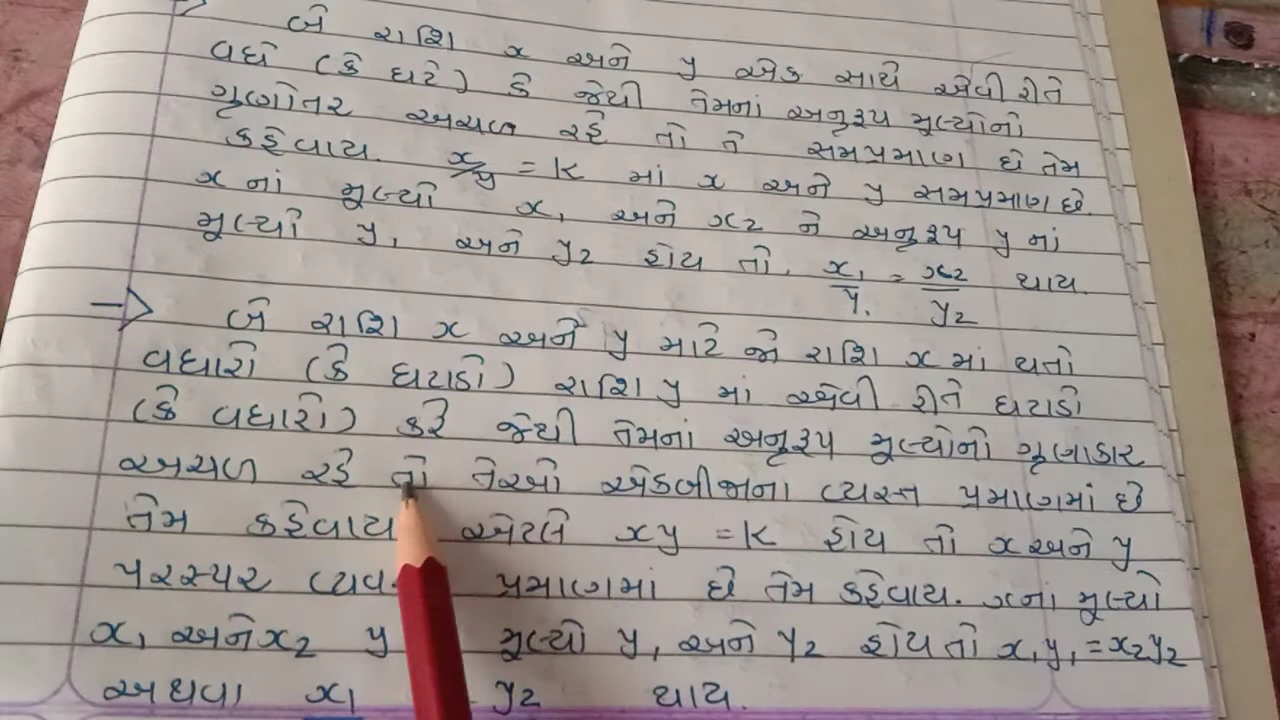 બે રાશિ x અને y એક સાથે એવી રીતે
વધે (કે ઘટે) કે જેથી તેમનાં અનુરૂપ મુલ્યોનો
ગુણોતર અચળ રહે તો તે સમપ્રમાણ છે તેમ
કહેવાય. x/y = K માં x અને y સમપ્રમાણ છે.
x નાં મુલ્યો x₁ અને x₂ ને અનુરૂપ y નાં
મુલ્યો y₁ અને y₂ હોય તો. x₁/y₁ = x₂/y₂ થાય.
→ બે રાશિ x અને y માટે જો રાશિ x માં થતો
વધારો (કે ઘટાડો) રાશિ y માં એવી રીતે ઘટાડો
(કે વધારો) કરે જેથી તેમનાં અનુરૂપ મુલ્યોનો ગુણાકાર
અચળ રહે તો તેઓ એકબીજાના વ્યસ્ત પ્રમાણમાં છે
તેમ કહેવાય એટલે xy = K હોય તો x અને y
પરસ્પર પ્રમાણમાં છે તેમ કહેવાય. xનાં મુલ્યો
x₁ અને x₂ y મુલ્યો y₁ અને y₂ હોય તો x₁y₁ = x₂y₂
અથવા x₁ y₂ થાય.